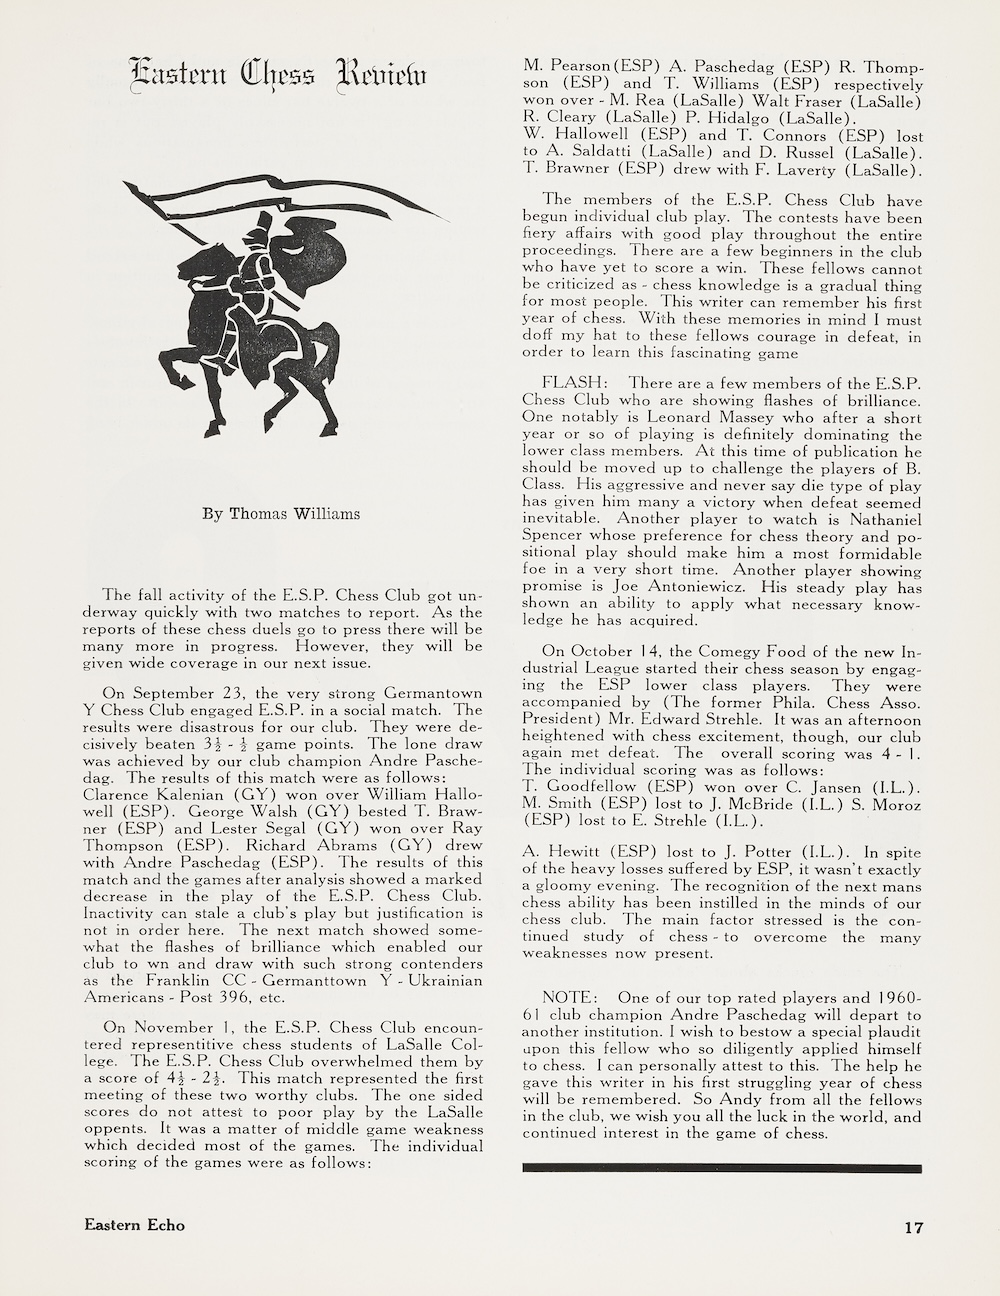 Eastern Chess Review
By Thomas Williams
The fall activity of the E.S.P. Chess Club got un-
derway quickly with two matches to report. As the
reports of these chess duels go to press there will be
many more in progress. However, they will be
given wide coverage in our next issue.
On September 23, the very strong Germantown
Y Chess Club engaged E.S.P. in a social match. The
results were disastrous for our club. They were de-
cisively beaten 3½ - ½ game points. The lone draw
was achieved by our club champion Andre Pasche-
dag. The results of this match were as follows:
Clarence Kalenian (GY) won over William Hallo-
well (ESP). George Walsh (GY) bested T. Braw-
ner (ESP) and Lester Segal (GY) won over Ray
Thompson (ESP). Richard Abrams (GY) drew
with Andre Paschedag (ESP). The results of this
match and the games after analysis showed a marked
decrease in the play of the E.S.P. Chess Club.
Inactivity can stale a club's play but justification is
not in order here. The next match showed some-
what the flashes of brilliance which enabled our
club to wn and draw with such strong contenders
as the Franklin CC - Germanttown Y - Ukrainian
Americans - Post 396, etc.
On November 1, the E.S.P. Chess Club encoun-
tered representitive chess students of LaSalle Col-
lege. The E.S.P. Chess Club overwhelmed them by
a score of 4½ - 2½. This match represented the first
meeting of these two worthy clubs. The one sided
scores do not attest to poor play by the LaSalle
oppents. It was a matter of middle game weakness
which decided most of the games. The individual
scoring of the games were as follows:
M. Pearson(ESP) A. Paschedag (ESP) R. Thomp-
son (ESP) and T. Williams (ESP) respectively
won over - M. Rea (LaSalle) Walt Fraser (LaSalle)
R. Cleary (LaSalle) P. Hidalgo (LaSalle).
W. Hallowell (ESP) and T. Connors (ESP) lost
to A. Saldatti (LaSalle) and D. Russel (LaSalle).
T. Brawner (ESP) drew with F. Laverty (LaSalle).
The members of the E.S.P. Chess Club have
begun individual club play. The contests have been
fiery affairs with good play throughout the entire
proceedings. There are a few beginners in the club
who have yet to score a win. These fellows cannot
be criticized as - chess knowledge is a gradual thing
for most people. This writer can remember his first
year of chess. With these memories in mind I must
doff my hat to these fellows courage in defeat, in
order to learn this fascinating game
FLASH: There are a few members of the E.S.P.
Chess Club who are showing flashes of brilliance.
One notably is Leonard Massey who after a short
year or so of playing is definitely dominating the
lower class members. At this time of publication he
should be moved up to challenge the players of B.
Class. His aggressive and never say die type of play
has given him many a victory when defeat seemed
inevitable. Another player to watch is Nathaniel
Spencer whose preference for chess theory and po-
sitional play should make him a most formidable
foe in a very short time. Another player showing
promise is Joe Antoniewicz. His steady play has
shown an ability to apply what necessary know-
ledge he has acquired.
On October 14, the Comegy Food of the new In-
dustrial League started their chess season by engag-
ing the ESP lower class players. They were
accompanied by (The former Phila. Chess Asso.
President) Mr. Edward Strehle. It was an afternoon
heightened with chess excitement, though, our club
again met defeat. The overall scoring was 4 - 1.
The individual scoring was as follows:
T. Goodfellow (ESP) won over C. Jansen (I.L.).
M. Smith (ESP) lost to J. McBride (I.L.) S. Moroz
(ESP) lost to E. Strehle (I.L.).
A. Hewitt (ESP) lost to J. Potter (I.L.). In spite
of the heavy losses suffered by ESP, it wasn't exactly
a gloomy evening. The recognition of the next mans
chess ability has been instilled in the minds of our
chess club. The main factor stressed is the con-
tinued study of chess - to overcome the many
weaknesses now present.
NOTE: One of our top rated players and 1960-
61 club champion Andre Paschedag will depart to
another institution. I wish to bestow a special plaudit
upon this fellow who so diligently applied himself
to chess. I can personally attest to this. The help he
gave this writer in his first struggling year of chess
will be remembered. So Andy from all the fellows
in the club, we wish you all the luck in the world, and
continued interest in the game of chess.
Eastern Echo
17